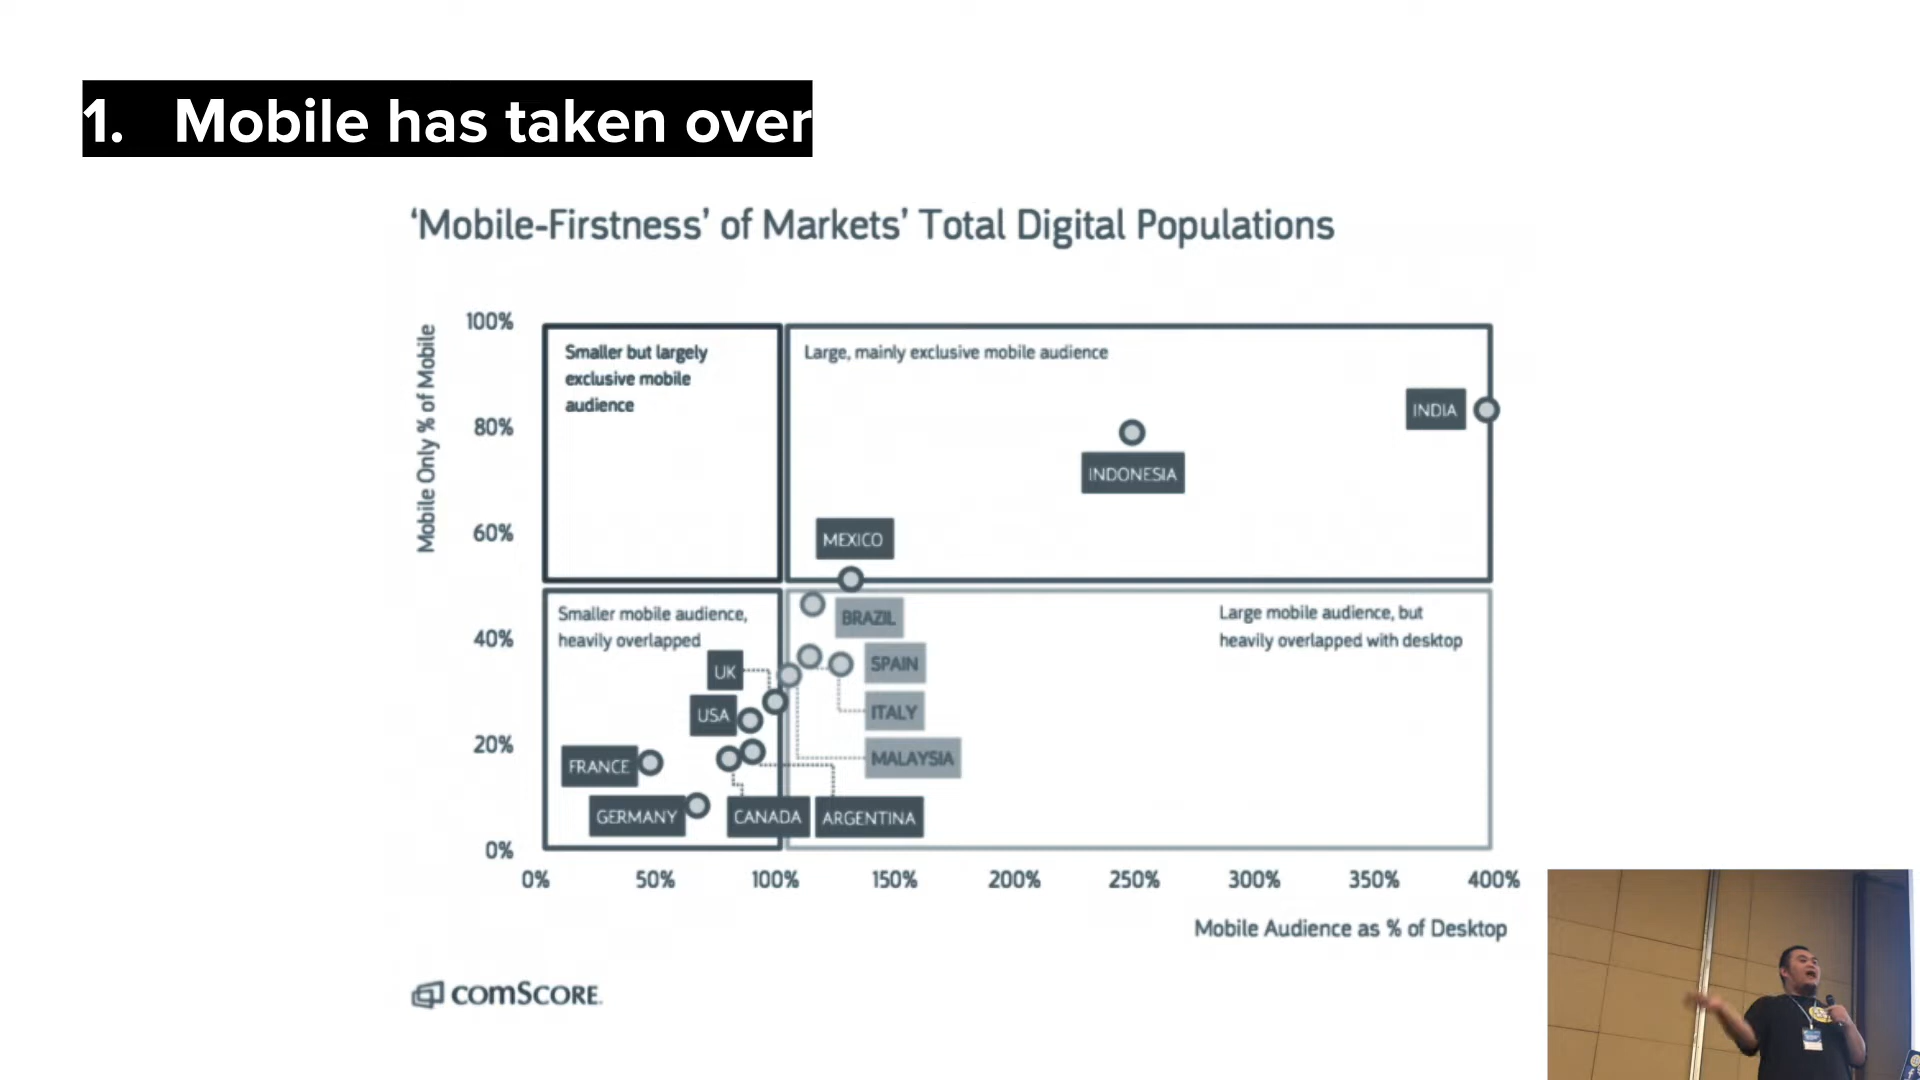 1. Mobile has taken over
‘Mobile-Firstness’ of Markets’ Total Digital Populations
Mobile Only % of Mobile
100%
80%
60%
40%
20%
0%
Smaller but largely
exclusive mobile
audience
Large, mainly exclusive mobile audience
INDIA
INDONESIA
MEXICO
Smaller mobile audience,
heavily overlapped
Large mobile audience, but
heavily overlapped with desktop
BRAZIL
UK
SPAIN
USA
ITALY
FRANCE
MALAYSIA
GERMANY
CANADA
ARGENTINA
0%
50%
100%
150%
200%
250%
300%
350%
400%
Mobile Audience as % of Desktop
comScore.